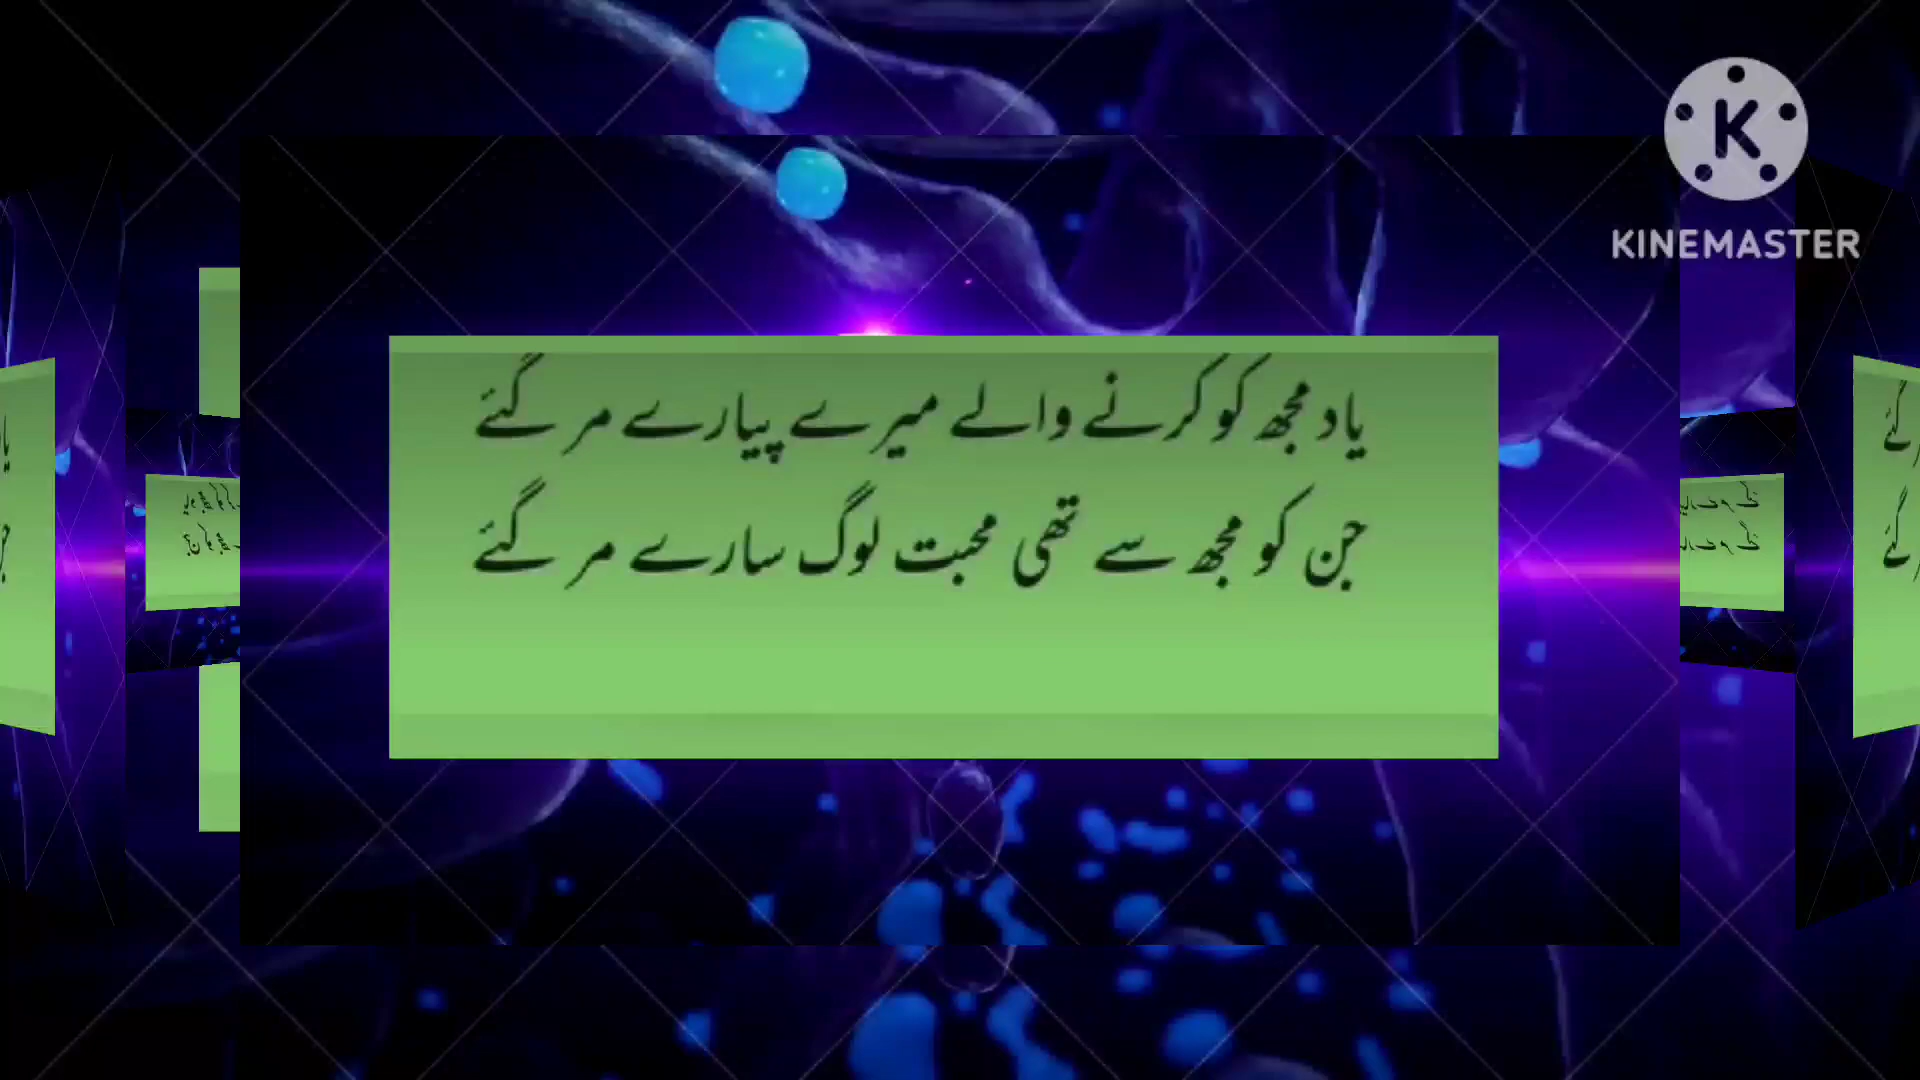 KINEMASTER
یاد مجھ کو کرنے والے میرے پیارے مر گئے
جن کو مجھ سے تھی محبت لوگ سارے مر گئے